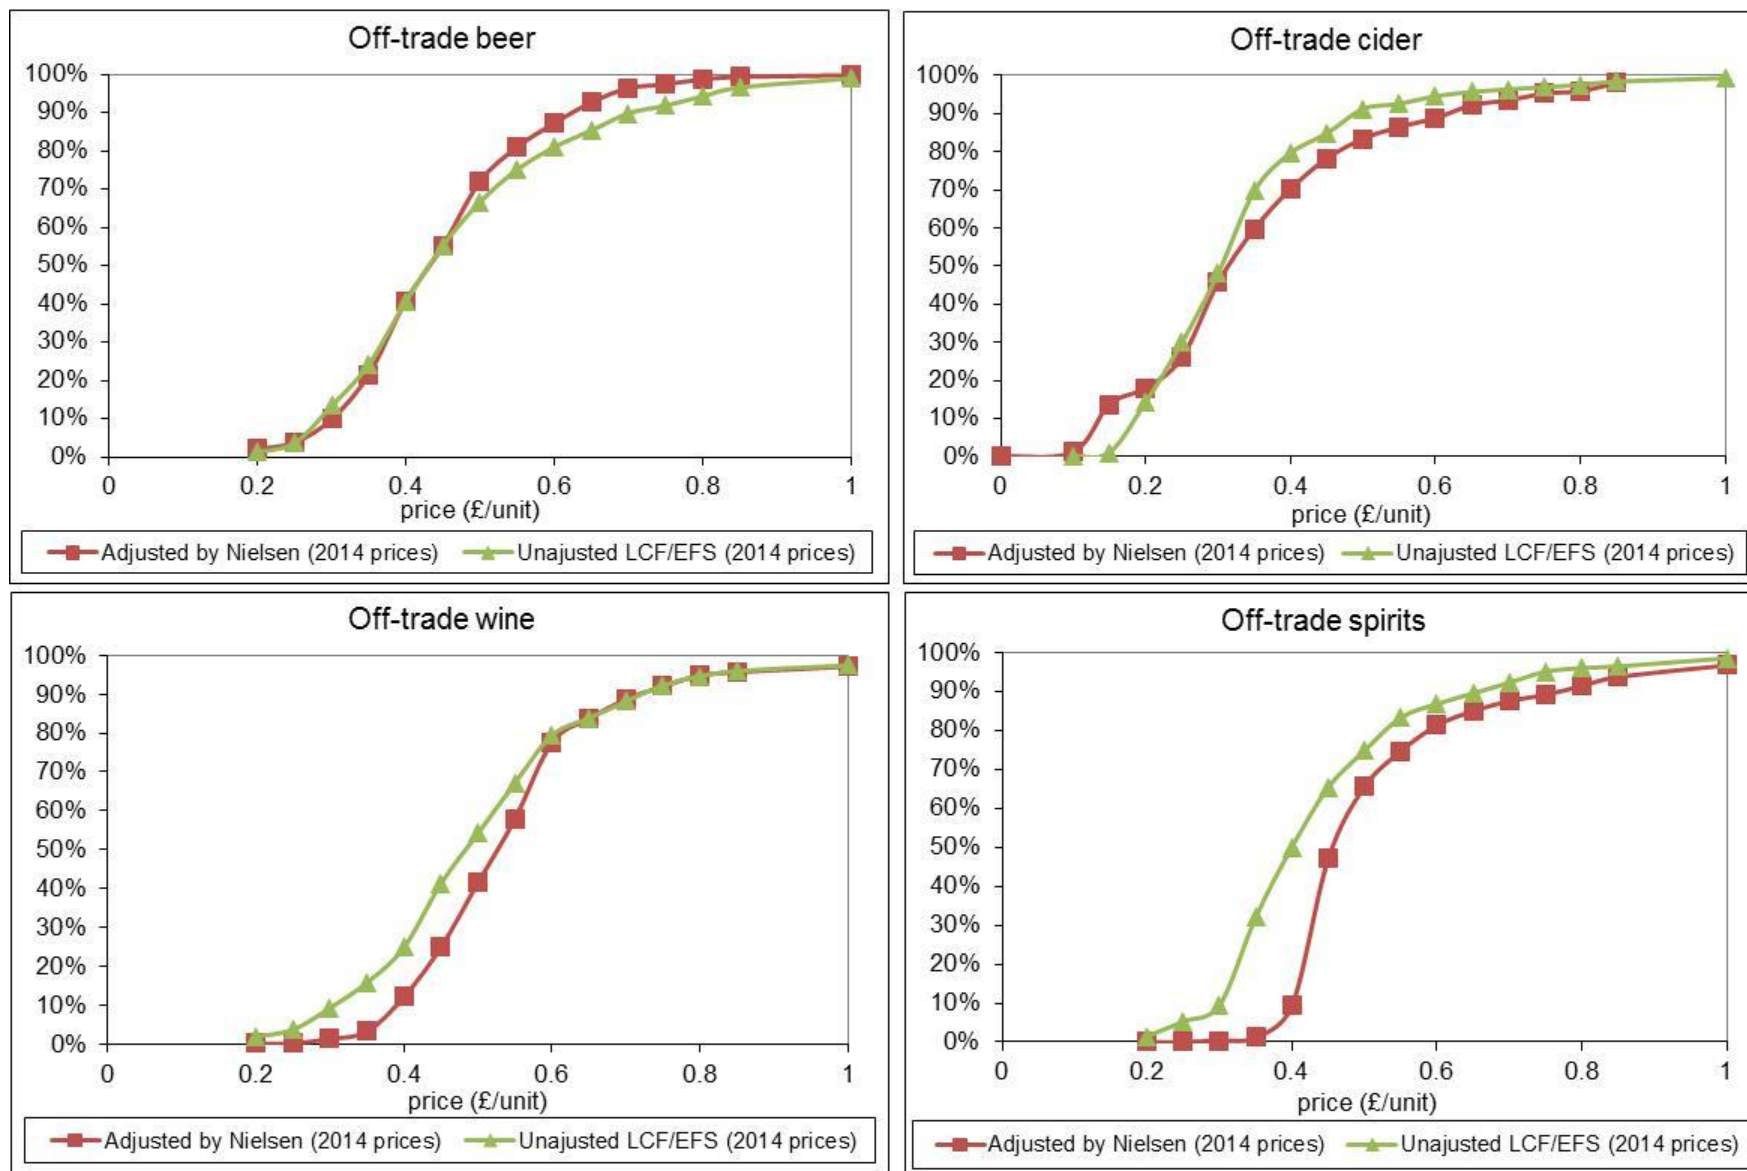 Off-trade beer
100%
90%
80%
70%
60%
50%
40%
30%
20%
10%
0%
0 0.2 0.4 0.6 0.8 1
price (£/unit)
Adjusted by Nielsen (2014 prices) Unajusted LCF/EFS (2014 prices)
Off-trade cider
100%
90%
80%
70%
60%
50%
40%
30%
20%
10%
0%
0 0.2 0.4 0.6 0.8 1
price (£/unit)
Adjusted by Nielsen (2014 prices) Unajusted LCF/EFS (2014 prices)
Off-trade wine
100%
90%
80%
70%
60%
50%
40%
30%
20%
10%
0%
0 0.2 0.4 0.6 0.8 1
price (£/unit)
Adjusted by Nielsen (2014 prices) Unajusted LCF/EFS (2014 prices)
Off-trade spirits
100%
90%
80%
70%
60%
50%
40%
30%
20%
10%
0%
0 0.2 0.4 0.6 0.8 1
price (£/unit)
Adjusted by Nielsen (2014 prices) Unajusted LCF/EFS (2014 prices)